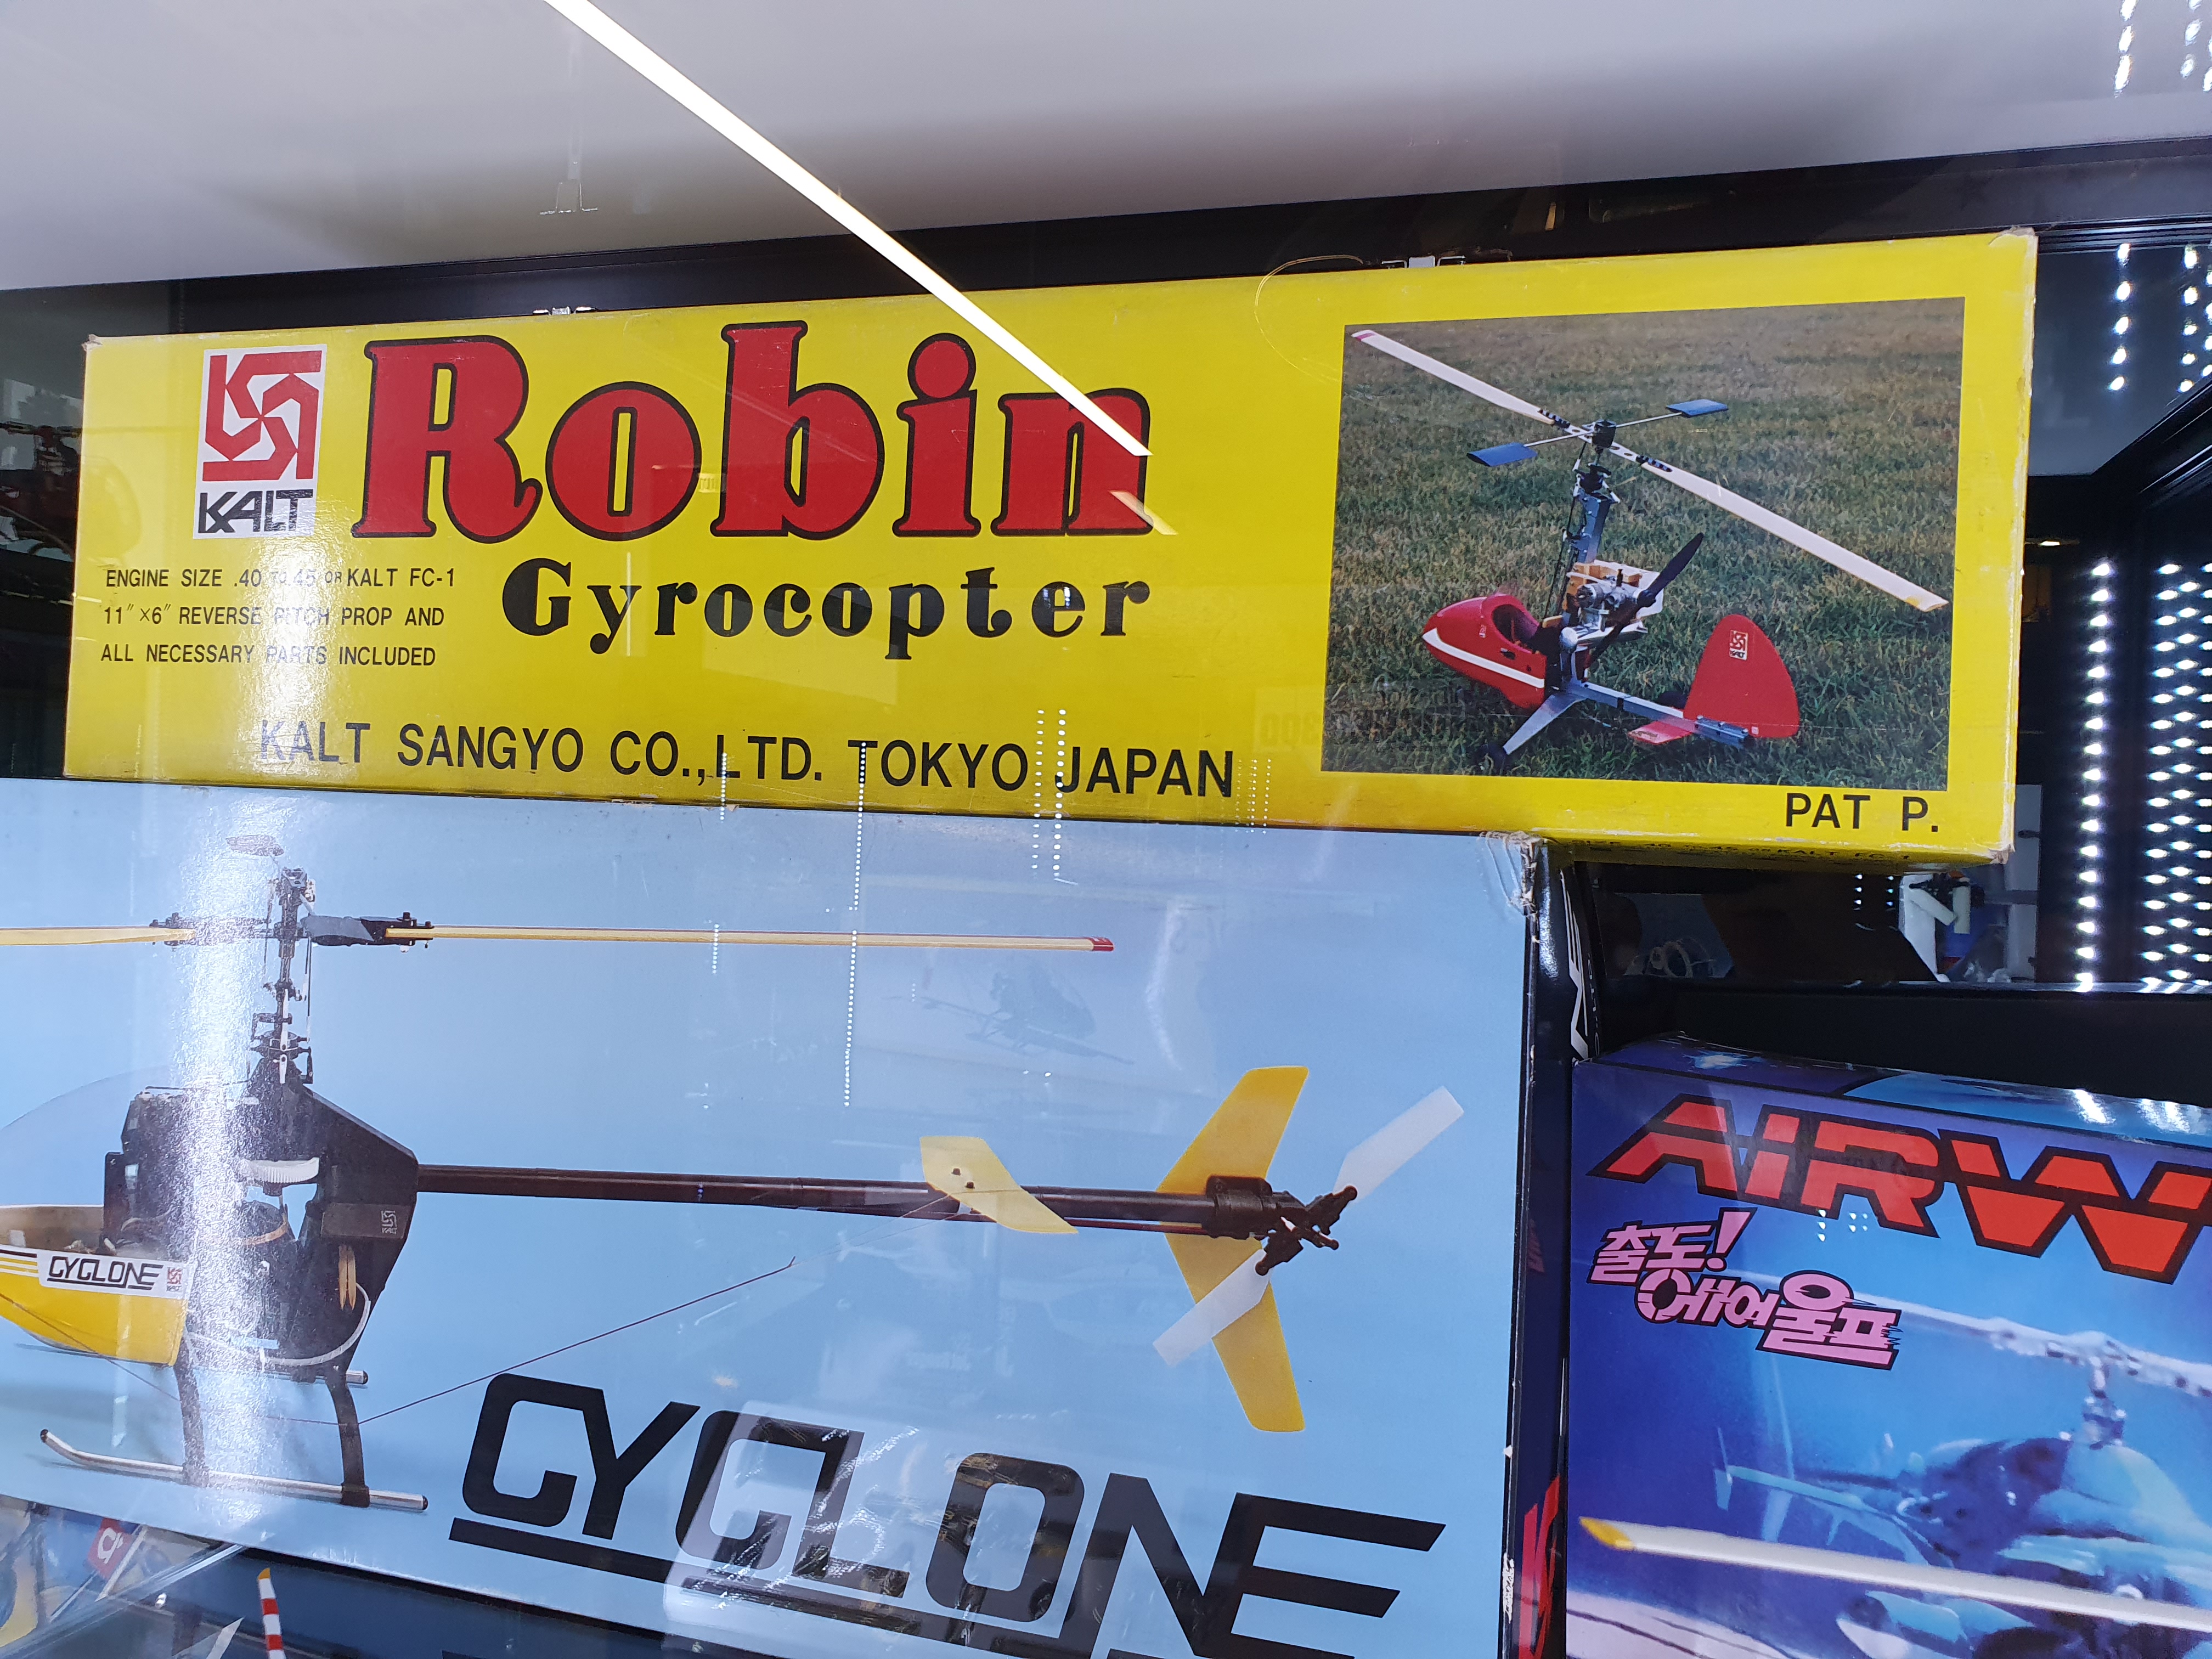 KALT
Robin
Gyrocopter
ENGINE SIZE .40 TO .45 OR KALT FC-1
11″×6″ REVERSE PITCH PROP AND
ALL NECESSARY PARTS INCLUDED
KALT SANGYO CO.,LTD. TOKYO JAPAN
PAT P.
CYCLONE
CYCLONE
AIRW
출도!
에어울프